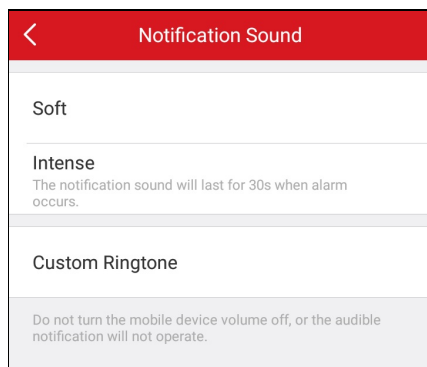 Notification Sound
Soft
Intense
The notification sound will last for 30s when alarm
occurs.
Custom Ringtone
Do not turn the mobile device volume off, or the audible
notification will not operate.